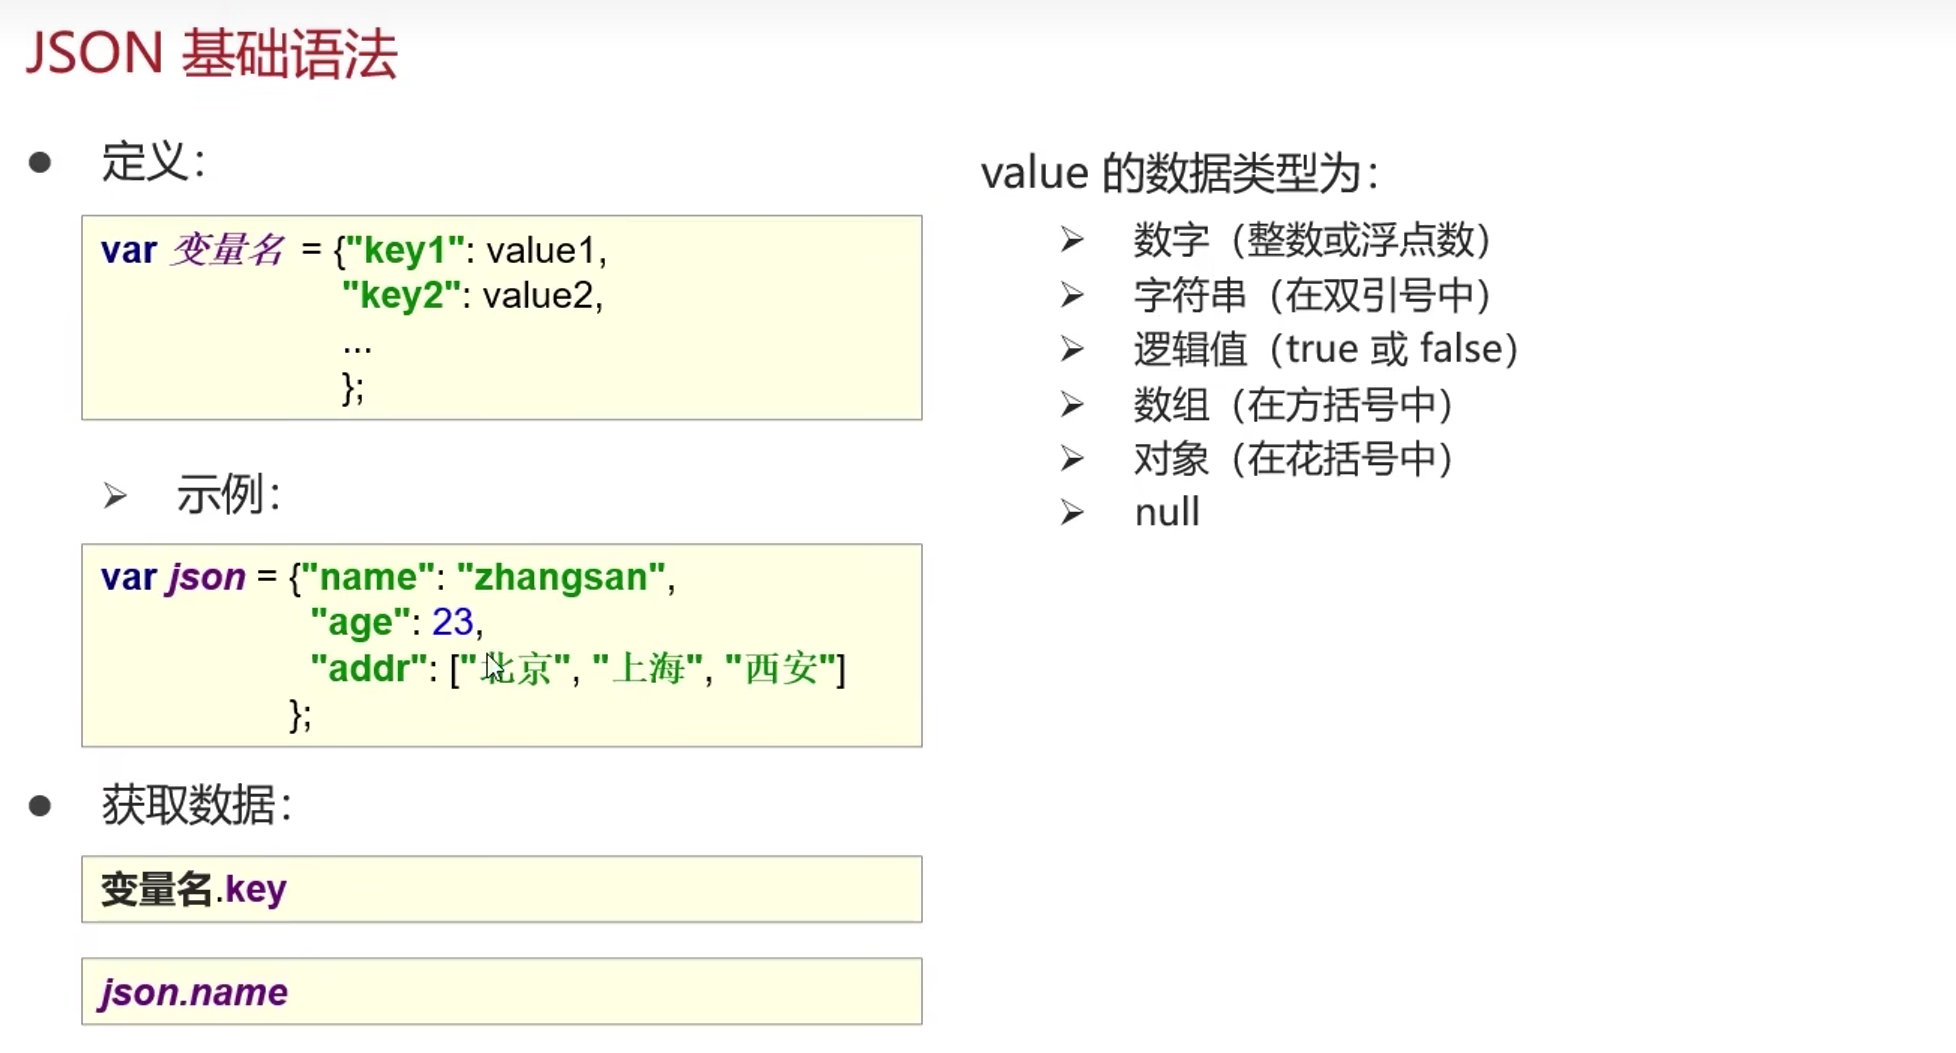 JSON 基础语法
定义：
var 变量名 = {"key1": value1,
"key2": value2,
...
};
示例：
var json = {"name": "zhangsan",
"age": 23,
"addr": ["北京", "上海", "西安"]
};
获取数据：
变量名.key
json.name
value 的数据类型为：
数字（整数或浮点数）
字符串（在双引号中）
逻辑值（true 或 false）
数组（在方括号中）
对象（在花括号中）
null